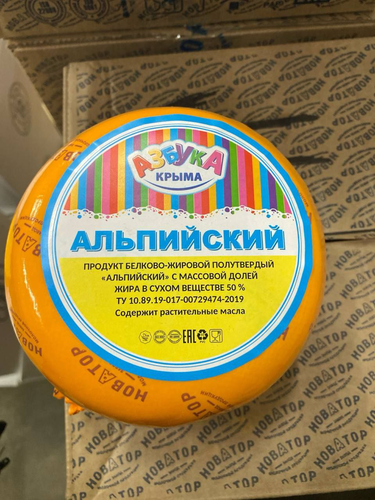 АЗБУКА
КРЫМА
АЛЬПИЙСКИЙ
ПРОДУКТ БЕЛКОВО-ЖИРОВОЙ ПОЛУТВЕРДЫЙ
«АЛЬПИЙСКИЙ» С МАССОВОЙ ДОЛЕЙ
ЖИРА В СУХОМ ВЕЩЕСТВЕ 50 %
ТУ 10.89.19-017-00729474-2019
Содержит растительные масла
EAC
НОВАТОР
НОВАТОР
НОВАТОР
НОВАТОР
НОВАТОР